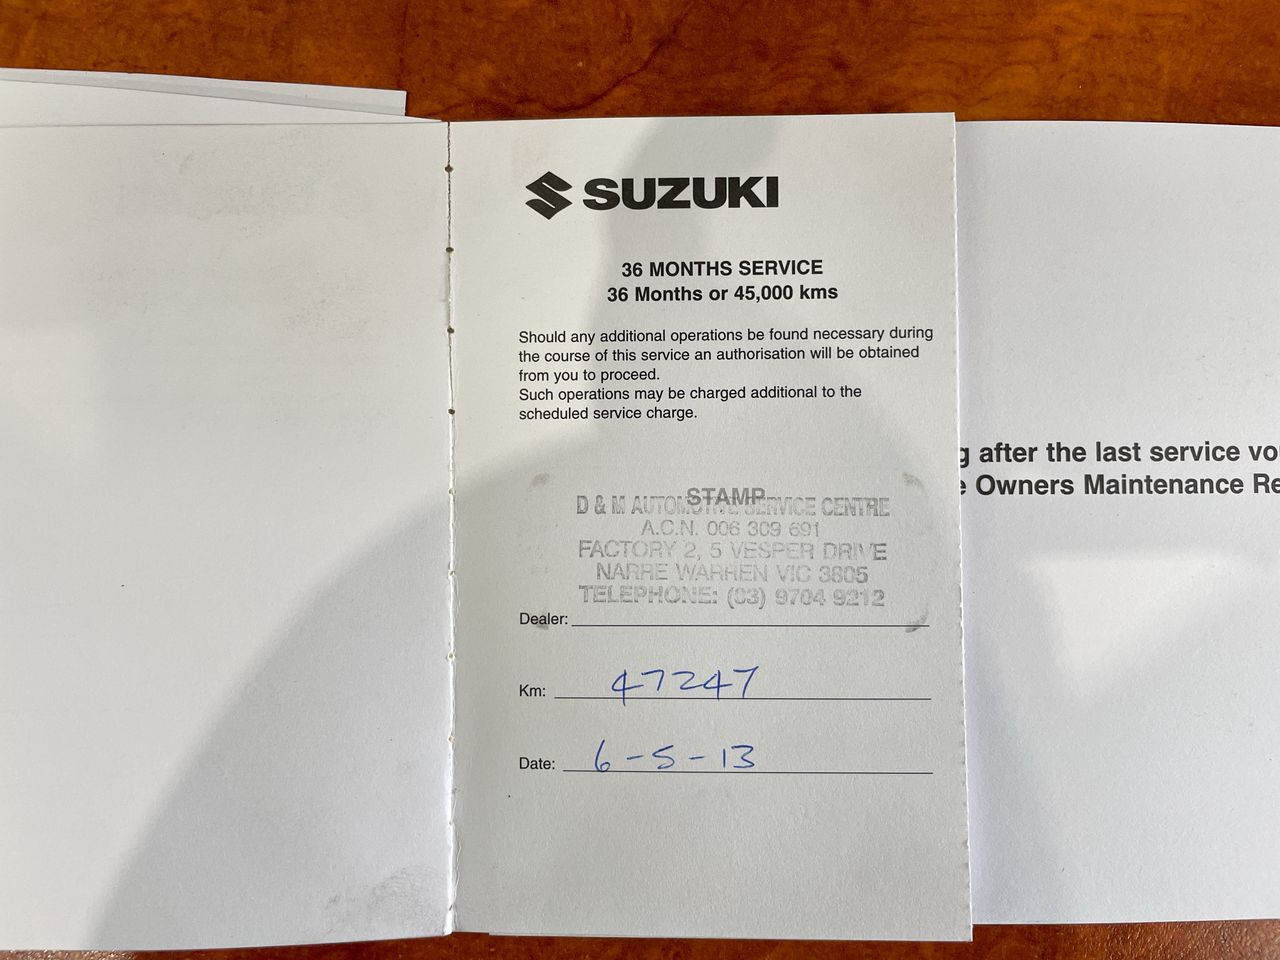 SUZUKI
36 MONTHS SERVICE
36 Months or 45,000 kms
Should any additional operations be found necessary during
the course of this service an authorisation will be obtained
from you to proceed.
Such operations may be charged additional to the
scheduled service charge.
STAMP
D & M AUTOMOTIVE SERVICE CENTRE
A.C.N. 006 309 691
FACTORY 2, 5 VESPER DRIVE
NARRE WARREN VIC 3805
TELEPHONE: (03) 9704 9212
Dealer:
Km: 47247
Date: 6-5-13
g after the last service vo
e Owners Maintenance Re